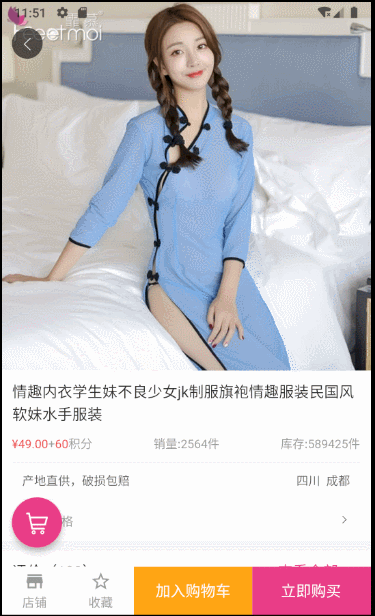 11:51
情趣内衣学生妹不良少女jk制服旗袍情趣服装民国风
软妹水手服装
¥49.00+60积分
销量:2564件
库存:589425件
产地直供，破损包赔
四川 成都
格
店铺
收藏
加入购物车
立即购买